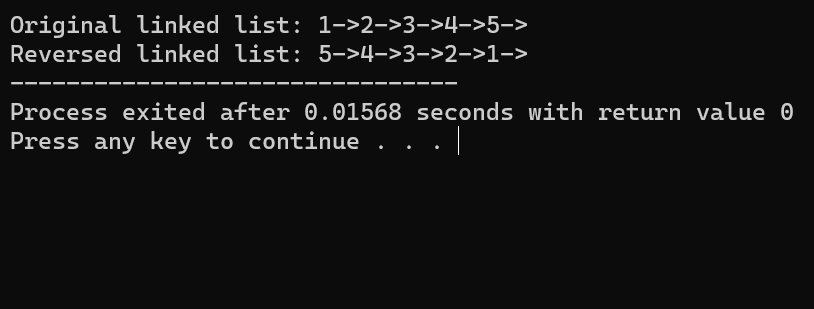 Original linked list: 1->2->3->4->5->
Reversed linked list: 5->4->3->2->1->
--------------------------------
Process exited after 0.01568 seconds with return value 0
Press any key to continue . . .